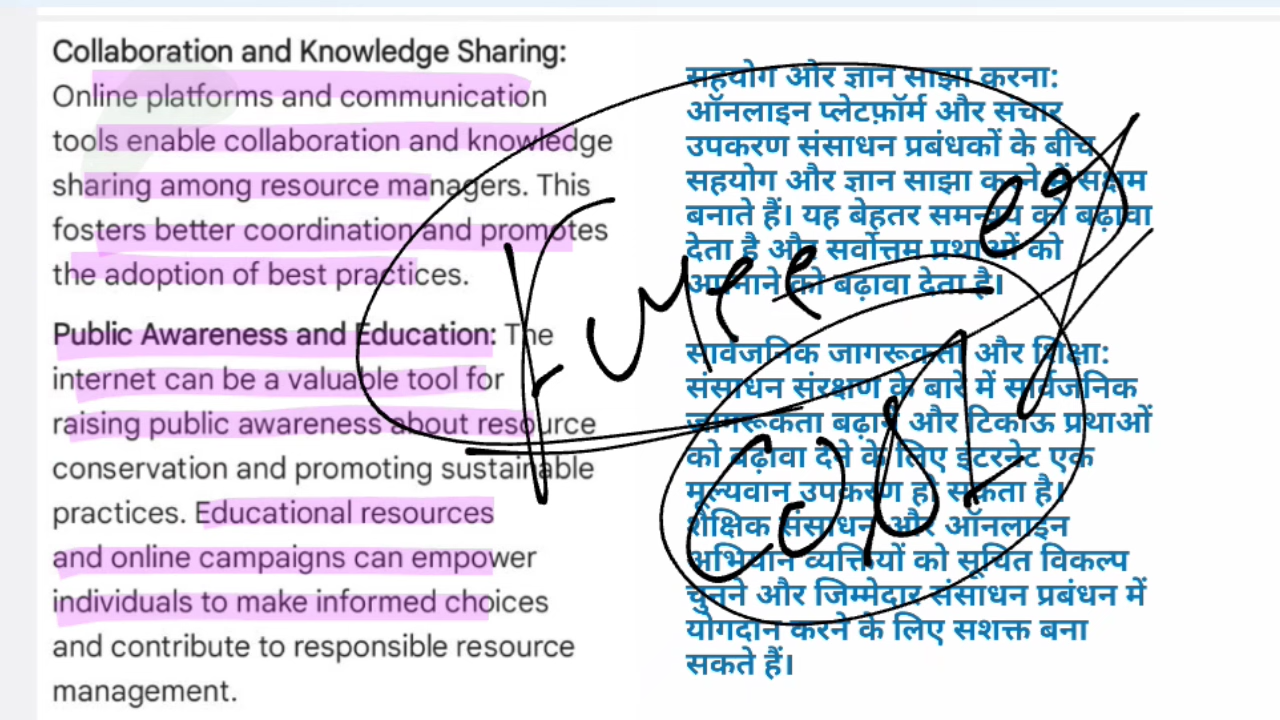 Collaboration and Knowledge Sharing:
Online platforms and communication
tools enable collaboration and knowledge
sharing among resource managers. This
fosters better coordination and promotes
the adoption of best practices.
Public Awareness and Education: The
internet can be a valuable tool for
raising public awareness about resource
conservation and promoting sustainable
practices. Educational resources
and online campaigns can empower
individuals to make informed choices
and contribute to responsible resource
management.
सहयोग और ज्ञान साझा करना:
ऑनलाइन प्लेटफ़ॉर्म और संचार
उपकरण संसाधन प्रबंधकों के बीच
सहयोग और ज्ञान साझा करने में सक्षम
बनाते हैं। यह बेहतर समन्वय को बढ़ावा
देता है और सर्वोत्तम प्रथाओं को
अपनाने को बढ़ावा देता है।
सार्वजनिक जागरूकता और शिक्षा:
संसाधन संरक्षण के बारे में सार्वजनिक
जागरूकता बढ़ाने और टिकाऊ प्रथाओं
को बढ़ावा देने के लिए इंटरनेट एक
मूल्यवान उपकरण हो सकता है।
शैक्षिक संसाधन और ऑनलाइन
अभियान व्यक्तियों को सूचित विकल्प
चुनने और जिम्मेदार संसाधन प्रबंधन में
योगदान करने के लिए सशक्त बना
सकते हैं।